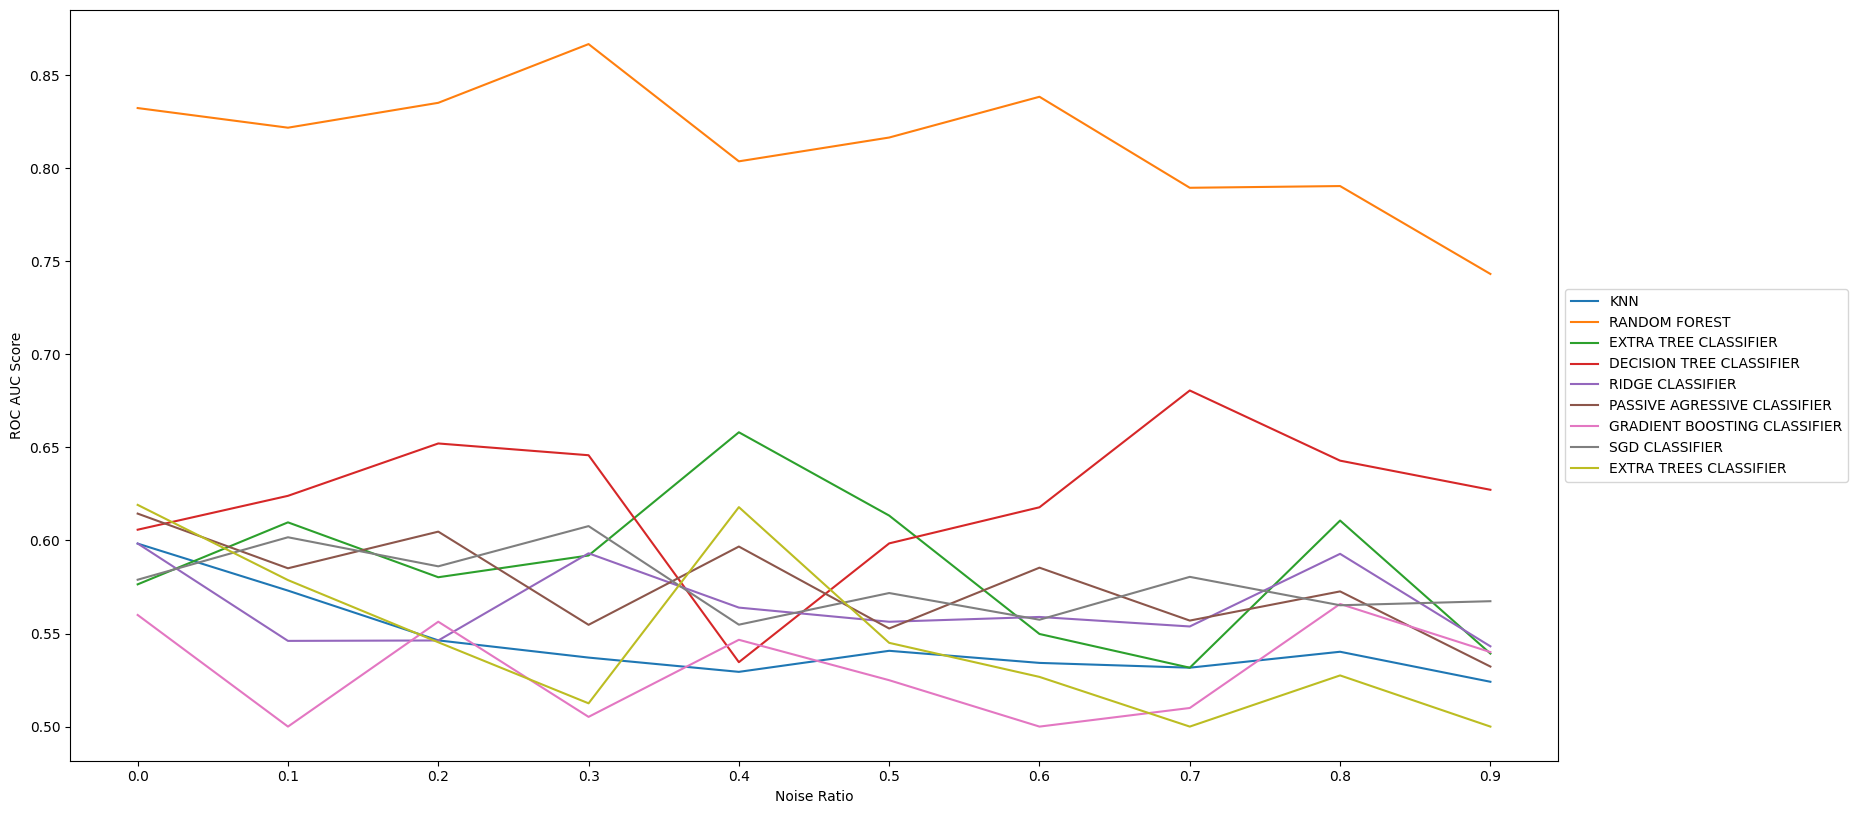 0.85
0.80
0.75
0.70
0.65
0.60
0.55
0.50
ROC AUC Score
0.0 0.1 0.2 0.3 0.4 0.5 0.6 0.7 0.8 0.9
Noise Ratio
KNN
RANDOM FOREST
EXTRA TREE CLASSIFIER
DECISION TREE CLASSIFIER
RIDGE CLASSIFIER
PASSIVE AGRESSIVE CLASSIFIER
GRADIENT BOOSTING CLASSIFIER
SGD CLASSIFIER
EXTRA TREES CLASSIFIER